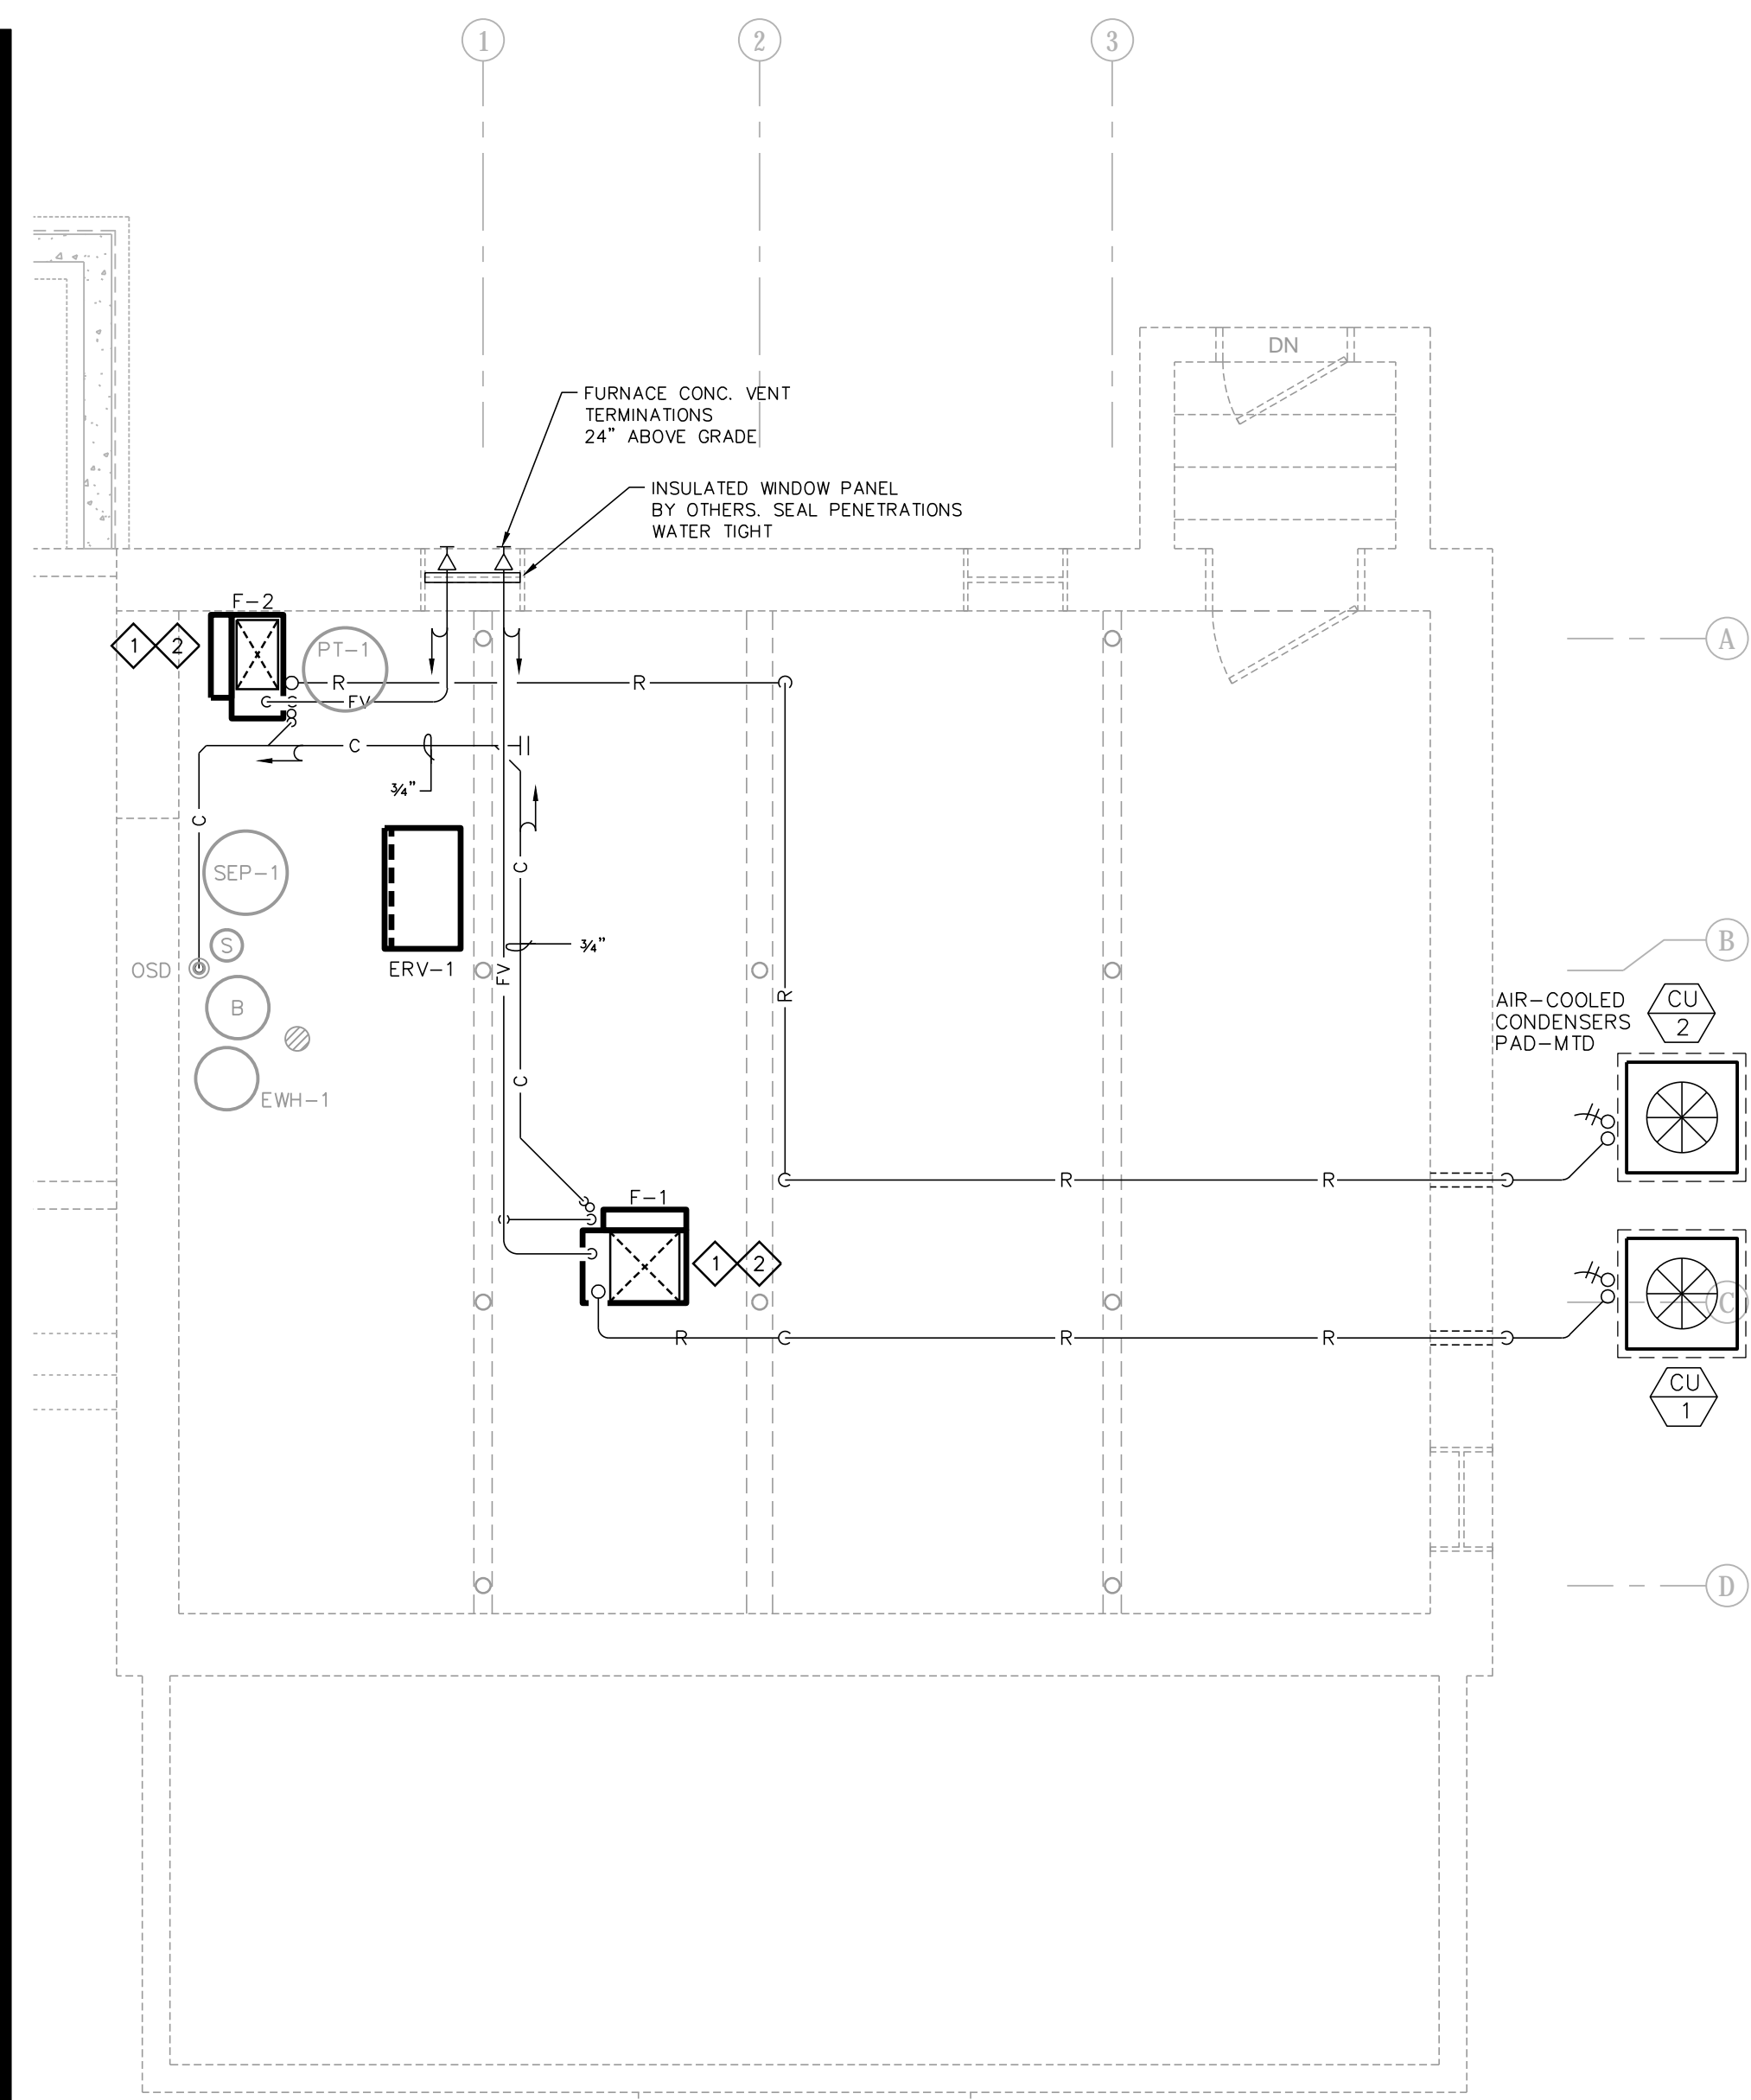 1
2
3
DN
FURNACE CONC. VENT
TERMINATIONS
24" ABOVE GRADE
INSULATED WINDOW PANEL
BY OTHERS. SEAL PENETRATIONS
WATER TIGHT
F-2
1
2
PT-1
A
R
R
FV
C
3/4"
C
C
SEP-1
S
3/4"
B
OSD
ERV-1
FV
R
B
AIR-COOLED
CONDENSERS
PAD-MTD
CU
2
EWH-1
C
R
R
F-1
1
2
C
R
R
R
CU
1
D